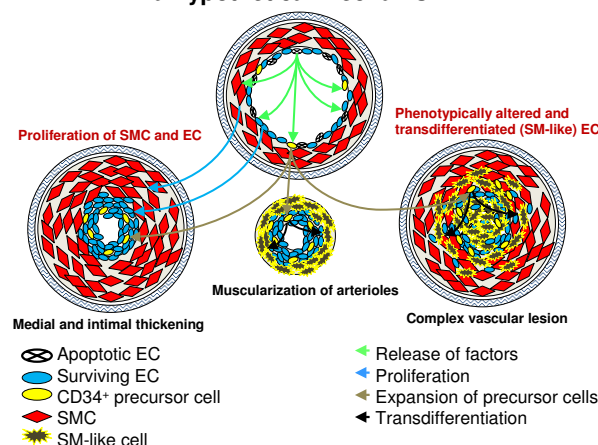 Proliferation of SMC and EC
Phenotypically altered and
transdifferentiated (SM-like) EC
Muscularization of arterioles
Medial and intimal thickening
Complex vascular lesion
Apoptotic EC
Surviving EC
CD34⁺ precursor cell
SMC
SM-like cell
Release of factors
Proliferation
Expansion of precursor cells
Transdifferentiation